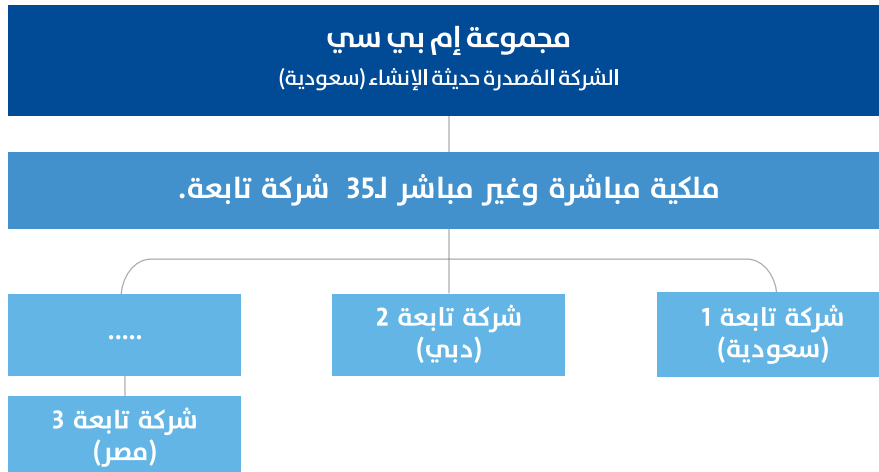 مجموعة إم بي سي
الشركة المُصدرة حديثة الإنشاء (سعودية)
ملكية مباشرة وغير مباشر لـ35 شركة تابعة.
شركة تابعة 1
(سعودية)
شركة تابعة 2
(دبي)
.....
شركة تابعة 3
(مصر)